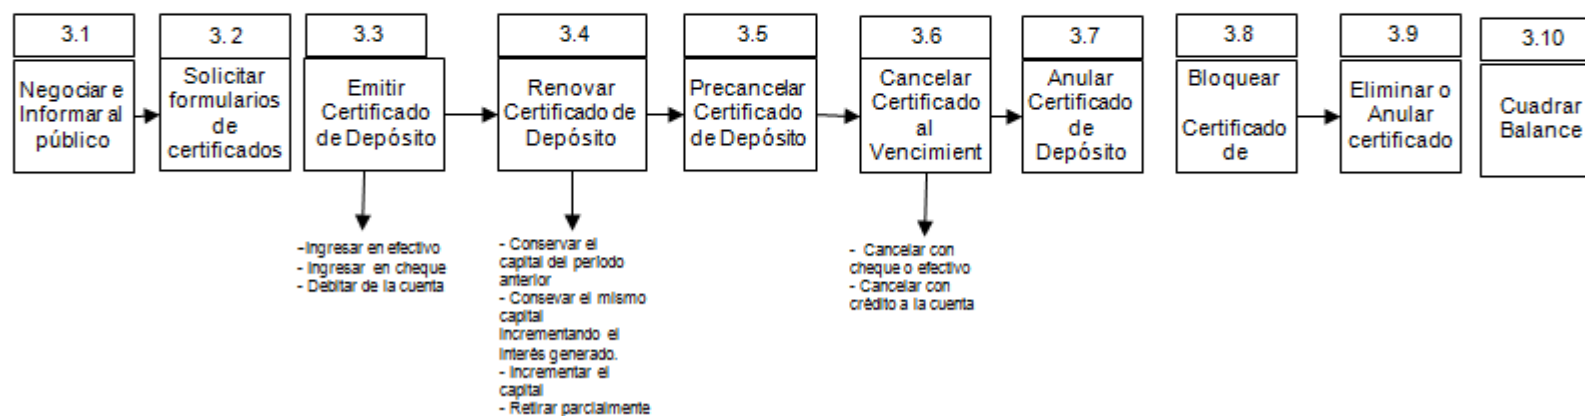 3.1
Negociar e
Informar al
público
3. 2
Solicitar
formularios
de
certificados
3.3
Emitir
Certificado
de Depósito
3.4
Renovar
Certificado de
Depósito
3.5
Precancelar
Certificado
de Depósito
3.6
Cancelar
Certificado
al
Vencimient
3.7
Anular
Certificado
de
Depósito
3.8
Bloquear
Certificado
de
3.9
Eliminar o
Anular
certificado
3.10
Cuadrar
Balance
-Ingresar en efectivo
- Ingresar en cheque
- Debitar de la cuenta
- Conservar el
capital del período
anterior
- Consevar el mismo
capital
Incrementando el
Interés generado.
- Incrementar el
capital
- Retirar parcialmente
- Cancelar con
cheque o efectivo
- Cancelar con
crédito a la cuenta